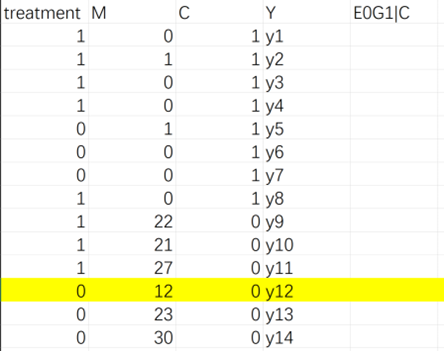 treatment M C Y E0G1|C
1 0 1 y1
1 1 1 y2
1 0 1 y3
1 0 1 y4
0 1 1 y5
0 0 1 y6
0 0 1 y7
1 0 1 y8
1 22 0 y9
1 21 0 y10
1 27 0 y11
0 12 0 y12
0 23 0 y13
0 30 0 y14